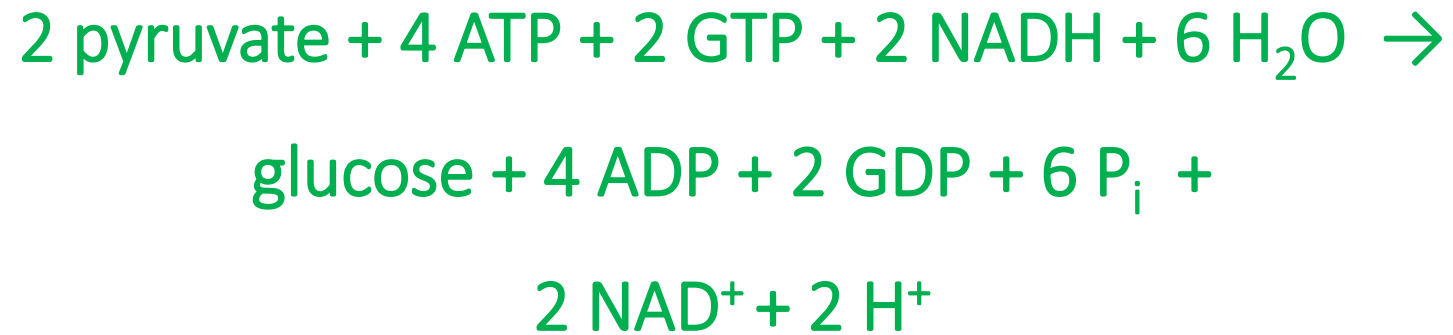 2 pyruvate + 4 ATP + 2 GTP + 2 NADH + 6 H₂O →
glucose + 4 ADP + 2 GDP + 6 Pᵢ +
2 NAD⁺ + 2 H⁺